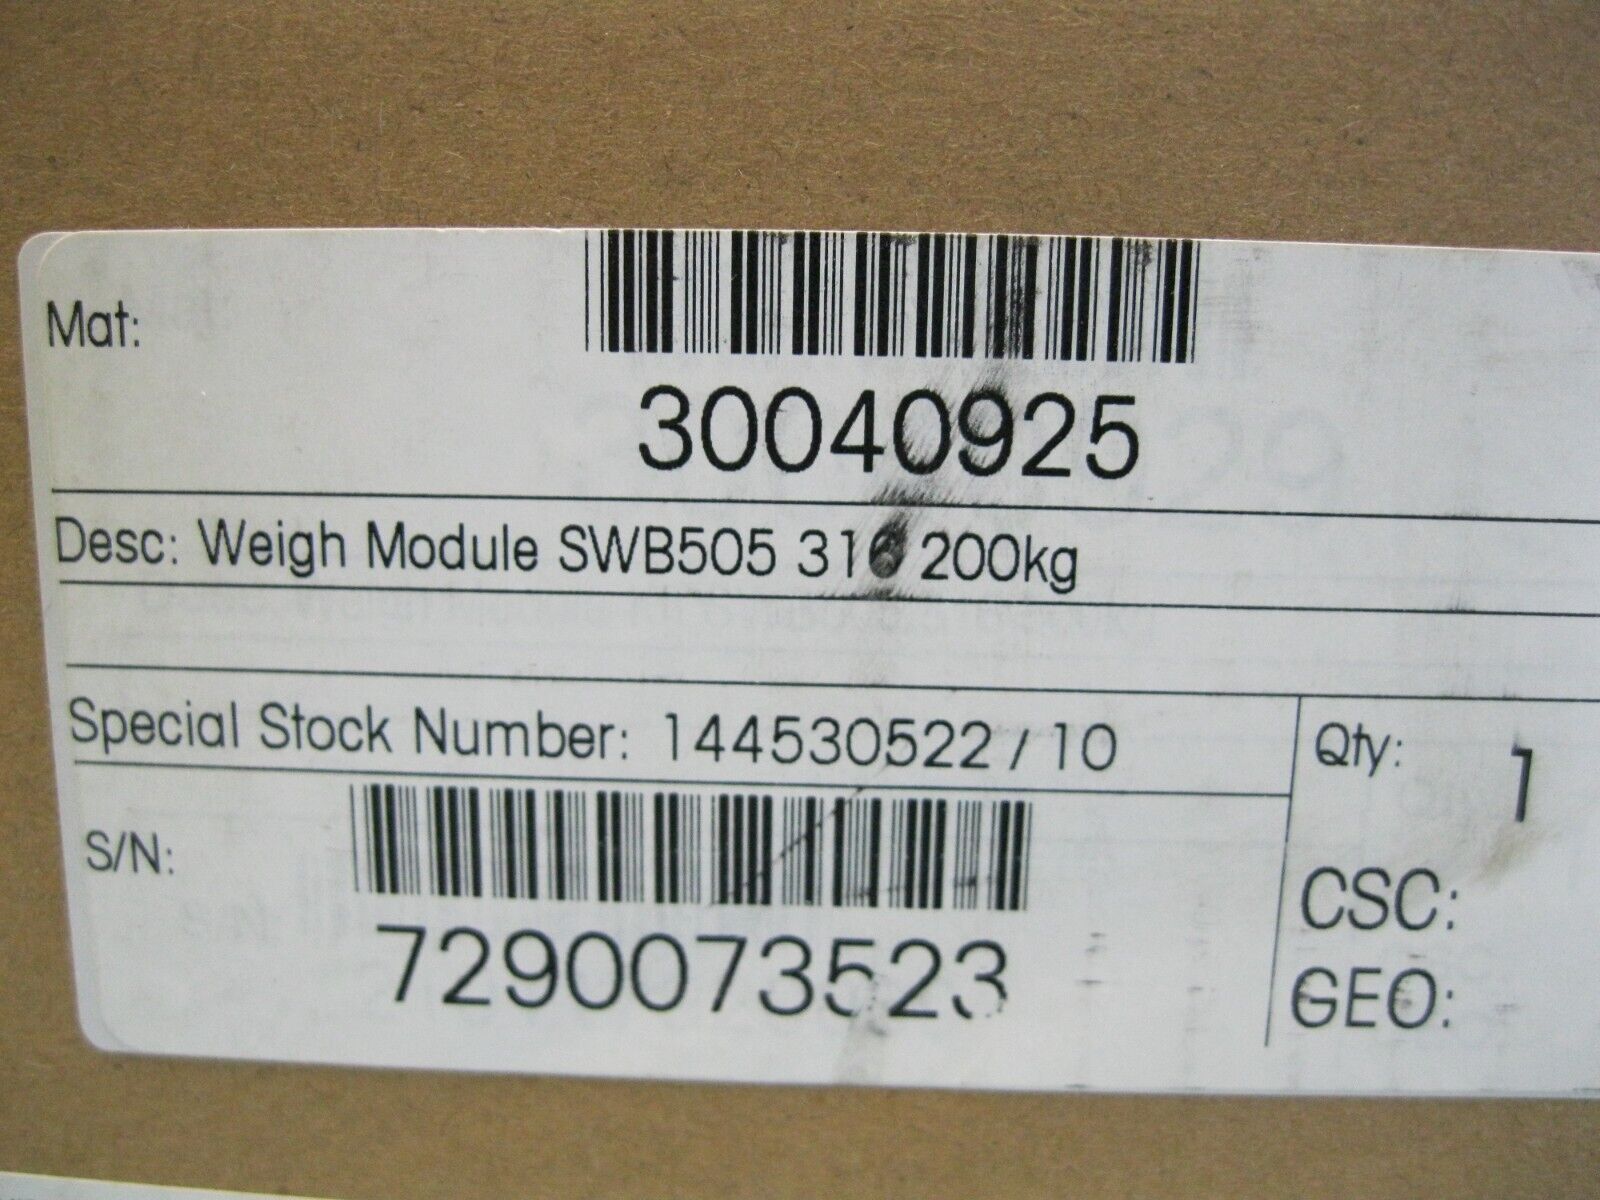 Mat:
30040925
Desc: Weigh Module SWB505 316 200kg
Special Stock Number: 144530522 / 10
Qty: 1
S/N:
7290073523
CSC:
GEO: